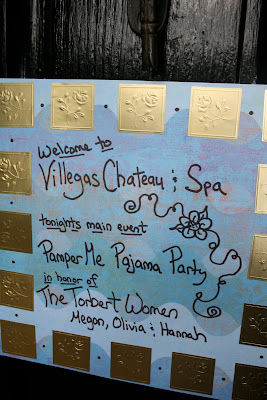 welcome to
Villegas Chateau & Spa
tonights main event
Pamper Me Pajama Party
in honor of
The Torbert Women
Megan, Olivia & Hannah